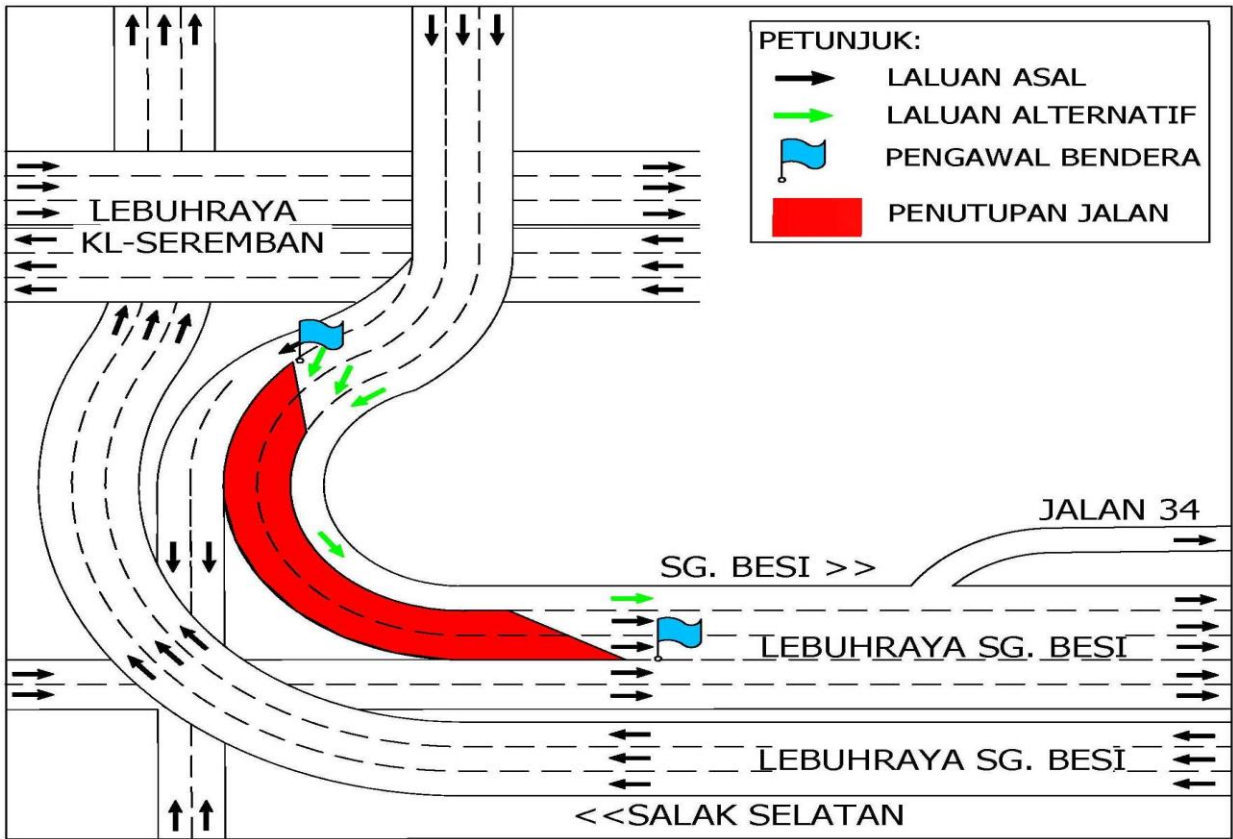 PETUNJUK:
LALUAN ASAL
LALUAN ALTERNATIF
PENGAWAL BENDERA
PENUTUPAN JALAN
LEBUHRAYA
KL-SEREMBAN
JALAN 34
SG. BESI >>
LEBUHRAYA SG. BESI
LEBUHRAYA SG. BESI
<<SALAK SELATAN